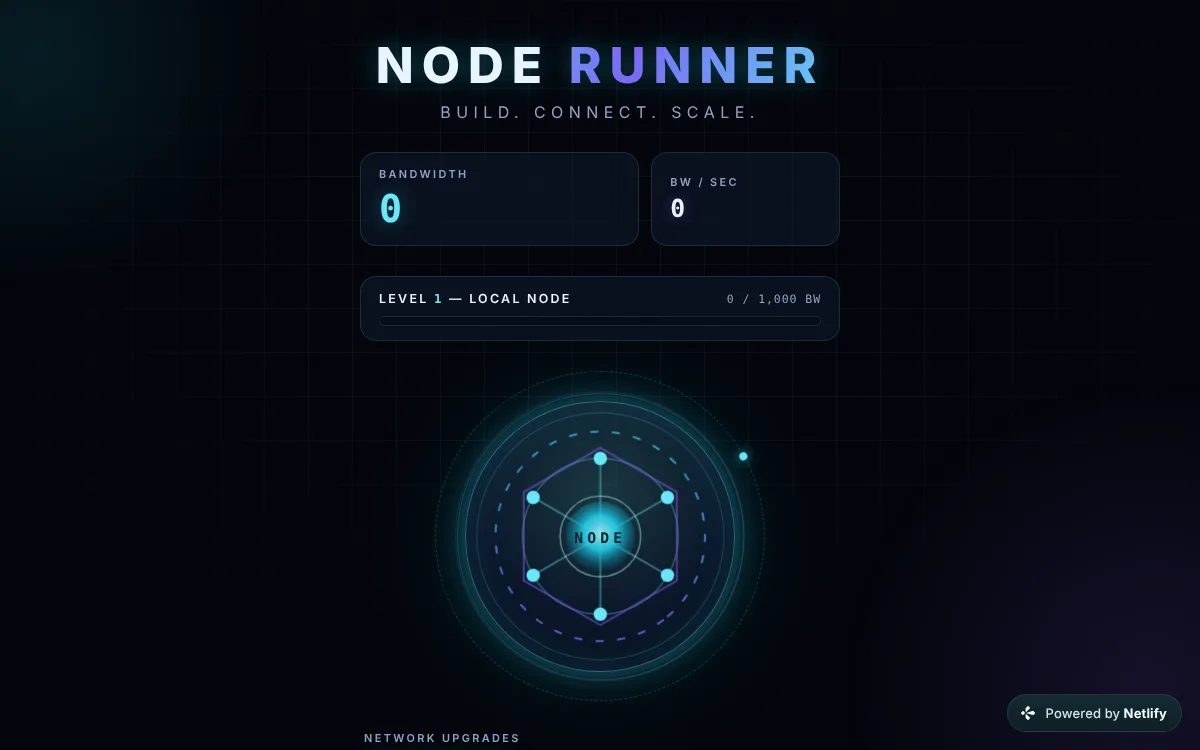 NODE RUNNER
BUILD. CONNECT. SCALE.
BANDWIDTH
0
BW / SEC
0
LEVEL 1 — LOCAL NODE
0 / 1,000 BW
NODE
NETWORK UPGRADES
Powered by Netlify